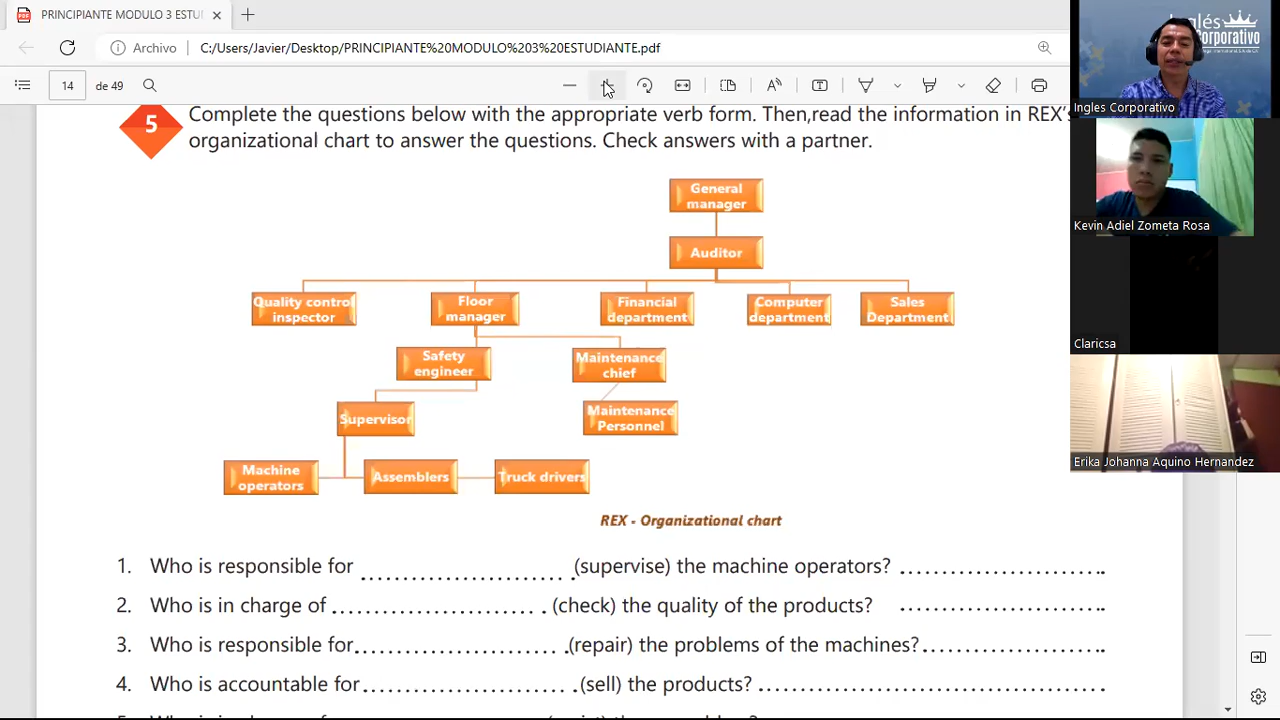 PRINCIPIANTE MODULO 3 ESTU
Archivo
C:/Users/Javier/Desktop/PRINCIPIANTE%20MODULO%203%20ESTUDIANTE.pdf
14
de 49
5
Complete the questions below with the appropriate verb form. Then,read the information in REX's
organizational chart to answer the questions. Check answers with a partner.
General
manager
Auditor
Quality control
inspector
Floor
manager
Financial
department
Computer
department
Sales
Department
Safety
engineer
Maintenance
chief
Supervisor
Maintenance
Personnel
Machine
operators
Assemblers
Truck drivers
REX - Organizational chart
1. Who is responsible for ........................ (supervise) the machine operators? ........................
2. Who is in charge of ........................ (check) the quality of the products? ........................
3. Who is responsible for ........................ (repair) the problems of the machines? ........................
4. Who is accountable for ........................ (sell) the products? ........................
Inglés
Corporativo
Ingles Corporativo
Kevin Adiel Zometa Rosa
Claricsa
Erika Johanna Aquino Hernandez